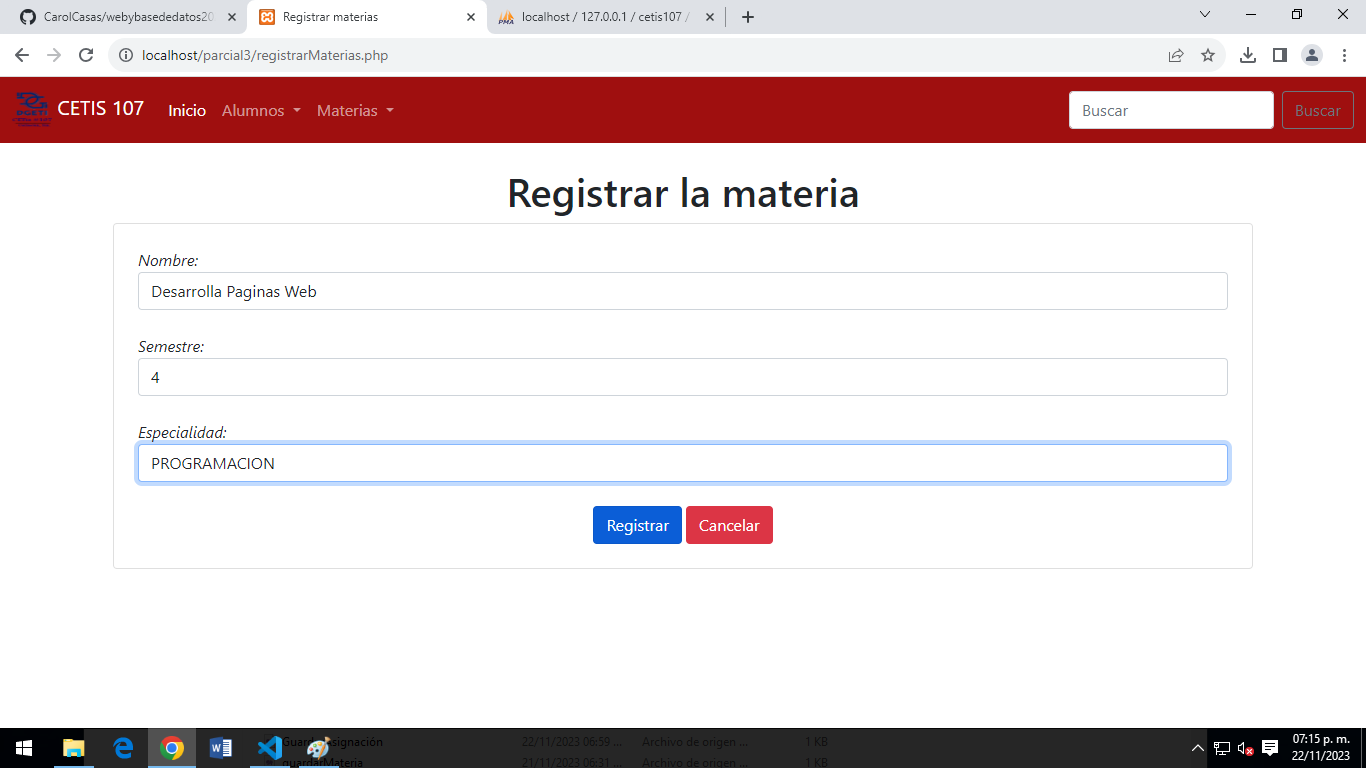 CarolCasas/webybasededatos20
Registrar materias
localhost / 127.0.0.1 / cetis107 /
localhost/parcial3/registrarMaterias.php
CETIS 107
Inicio
Alumnos
Materias
Buscar
Buscar
Registrar la materia
Nombre:
Desarrolla Paginas Web
Semestre:
4
Especialidad:
PROGRAMACION
Registrar Cancelar
22/11/2023 06:59 ... Archivo de origen ... 1 KB
guardarMateria 21/11/2023 06:31 ... Archivo de origen ... 1 KB
07:15 p. m.
22/11/2023